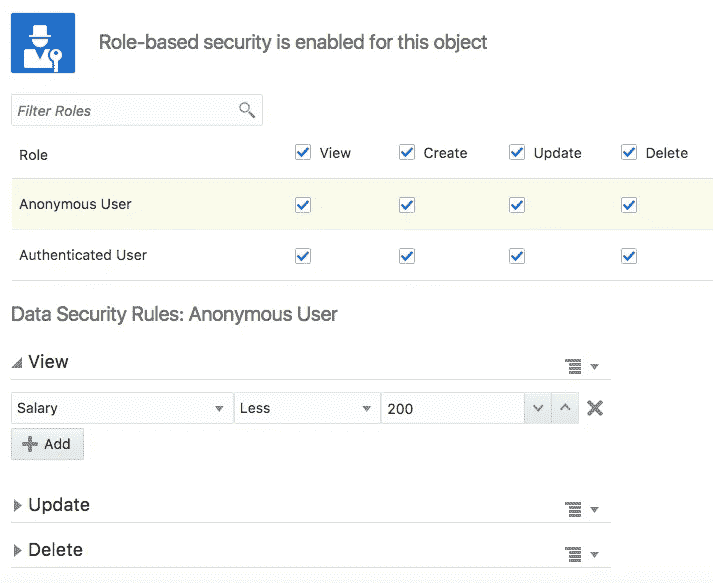 Role-based security is enabled for this object
Filter Roles
Role View Create Update Delete
Anonymous User
Authenticated User
Data Security Rules: Anonymous User
View
Salary Less 200
Add
Update
Delete